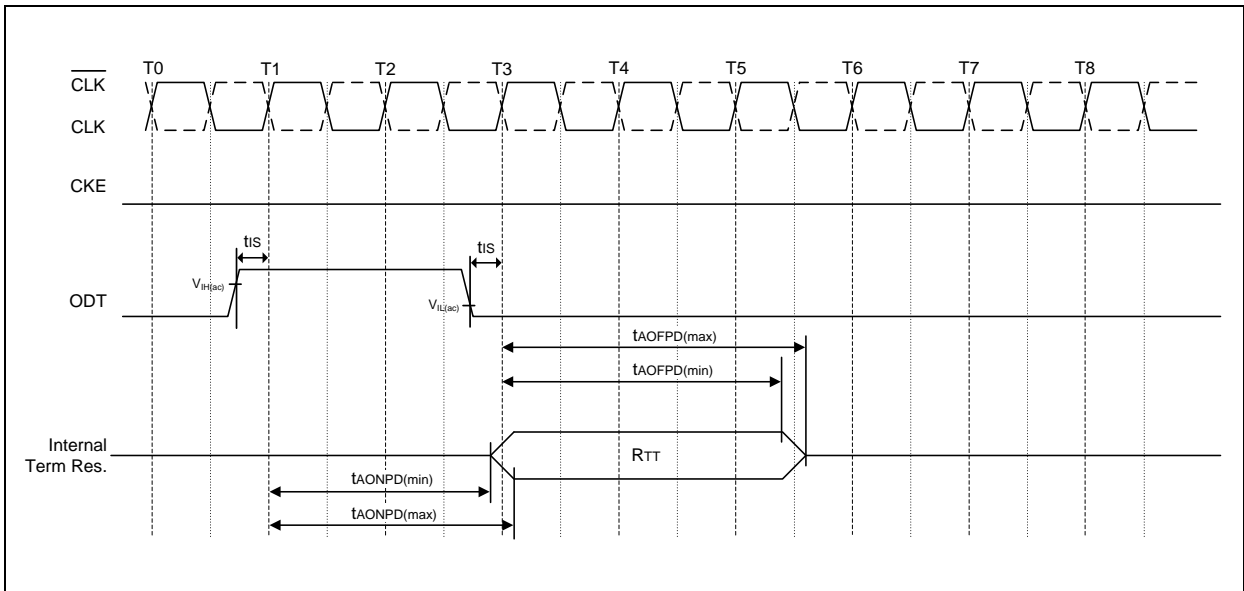 T0 T1 T2 T3 T4 T5 T6 T7 T8
CLK
CLK
CKE
tIS tIS
VIH(ac)
ODT
VIL(ac)
tAOFPD(max)
tAOFPD(min)
Internal
Term Res.
RTT
tAONPD(min)
tAONPD(max)